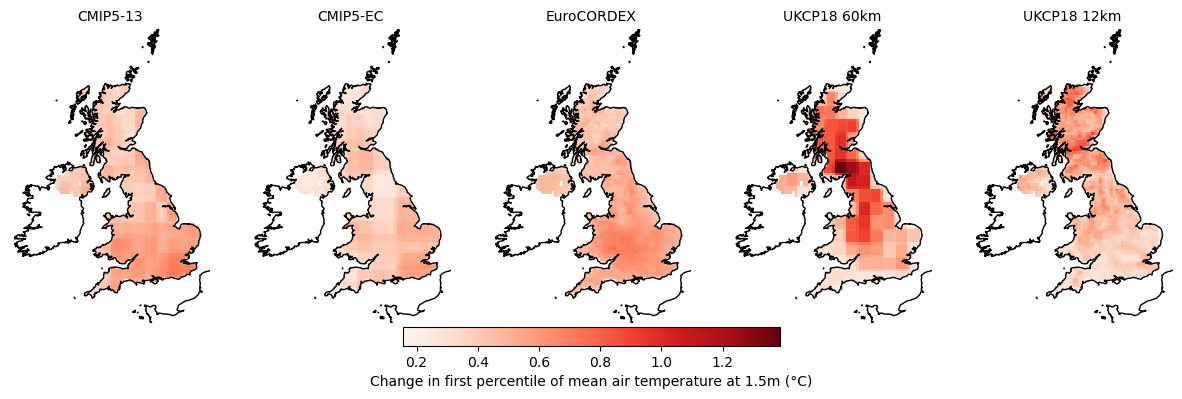 CMIP5-13
CMIP5-EC
EuroCORDEX
UKCP18 60km
UKCP18 12km
0.2
0.4
0.6
0.8
1.0
1.2
Change in first percentile of mean air temperature at 1.5m (°C)